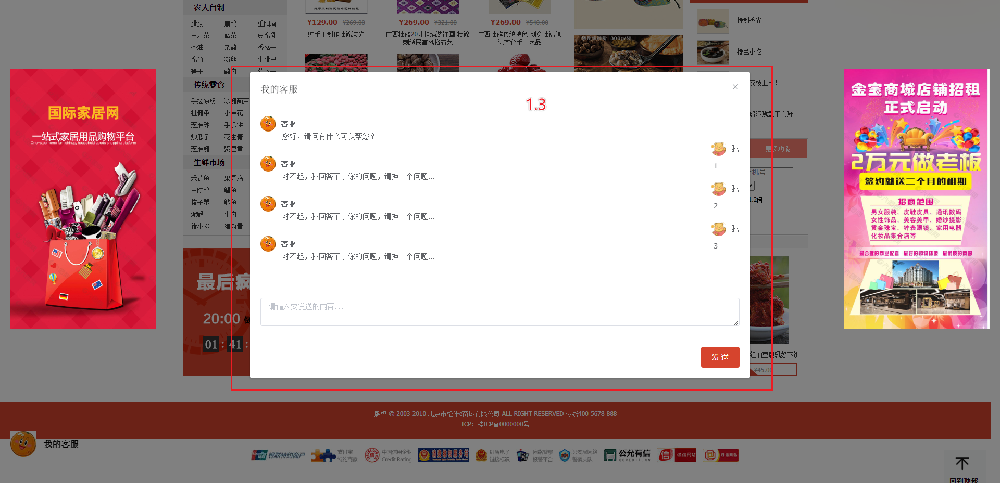 农人自制
腊肠 腊鸭 重阳酒
三江茶 藤茶 豆腐乳
茶油 杂酸 香菇干
腐竹 粉丝 牛腊巴
笋干 酸肉 萝卜干
传统零食
手搓凉粉 冰糖葫芦
扯糖条 小麻花
芝麻球 手抓饼
炒瓜子 花生糖
芝麻糖 豌豆黄
生鲜市场
禾花鱼 果园鸡
三防鸭 鲳鱼
梭子蟹 鲍鱼
泥鳅 牛肉
猪小排 猪筒骨
¥129.00 ¥269.00
纯手工制作壮锦装饰
¥269.00 ¥321.00
广西壮族20寸挂墙装饰画 壮锦
刺绣民宿风格布艺
¥269.00 ¥540.00
广西壮族传统特色 创意壮锦笔
记本套手工艺品
柳州螺蛳粉 300g/袋
特制香囊
特色小吃
荔枝上市!
船晒鱿鱼干尝鲜
更多功能
手机号
1.2倍
国际家居网
一站式家居用品购物平台
One-stop home furnishings, household goods shopping platform
我的客服
1.3
客服
您好，请问有什么可以帮您？
我
1
客服
对不起，我回答不了你的问题，请换一个问题...
我
2
客服
对不起，我回答不了你的问题，请换一个问题...
我
3
客服
对不起，我回答不了你的问题，请换一个问题...
请输入要发送的内容...
发 送
最后疯
20:00 倒
01 : 41 :
红油豆腐乳好下饭
¥45.00
金宝商城店铺招租
正式启动
2万元做老板
签约就送二个月的租期
招商范围
男女服装、皮鞋皮具、通讯数码
女性饰品、美容美甲、婚纱摄影
黄金珠宝、钟表眼镜、家用电器
化妆品集合店等
最合理的商业配套 最好的购物环境 最优质的商圈
版权 © 2003-2010 北京市橙汁e商城有限公司 ALL RIGHT RESERVED 热线400-5678-888
ICP：桂ICP备0000000号
我的客服
UnionPay 银联特约商户
支付宝
特约商家
中国信用企业
Credit Rating
消费维权服务站
红盾电子
链接标识
网络警察
报警平台
公安局网络
警察支队
公允有信
CCREDIT.CN
信 诚信网站
可信网站
回到顶部